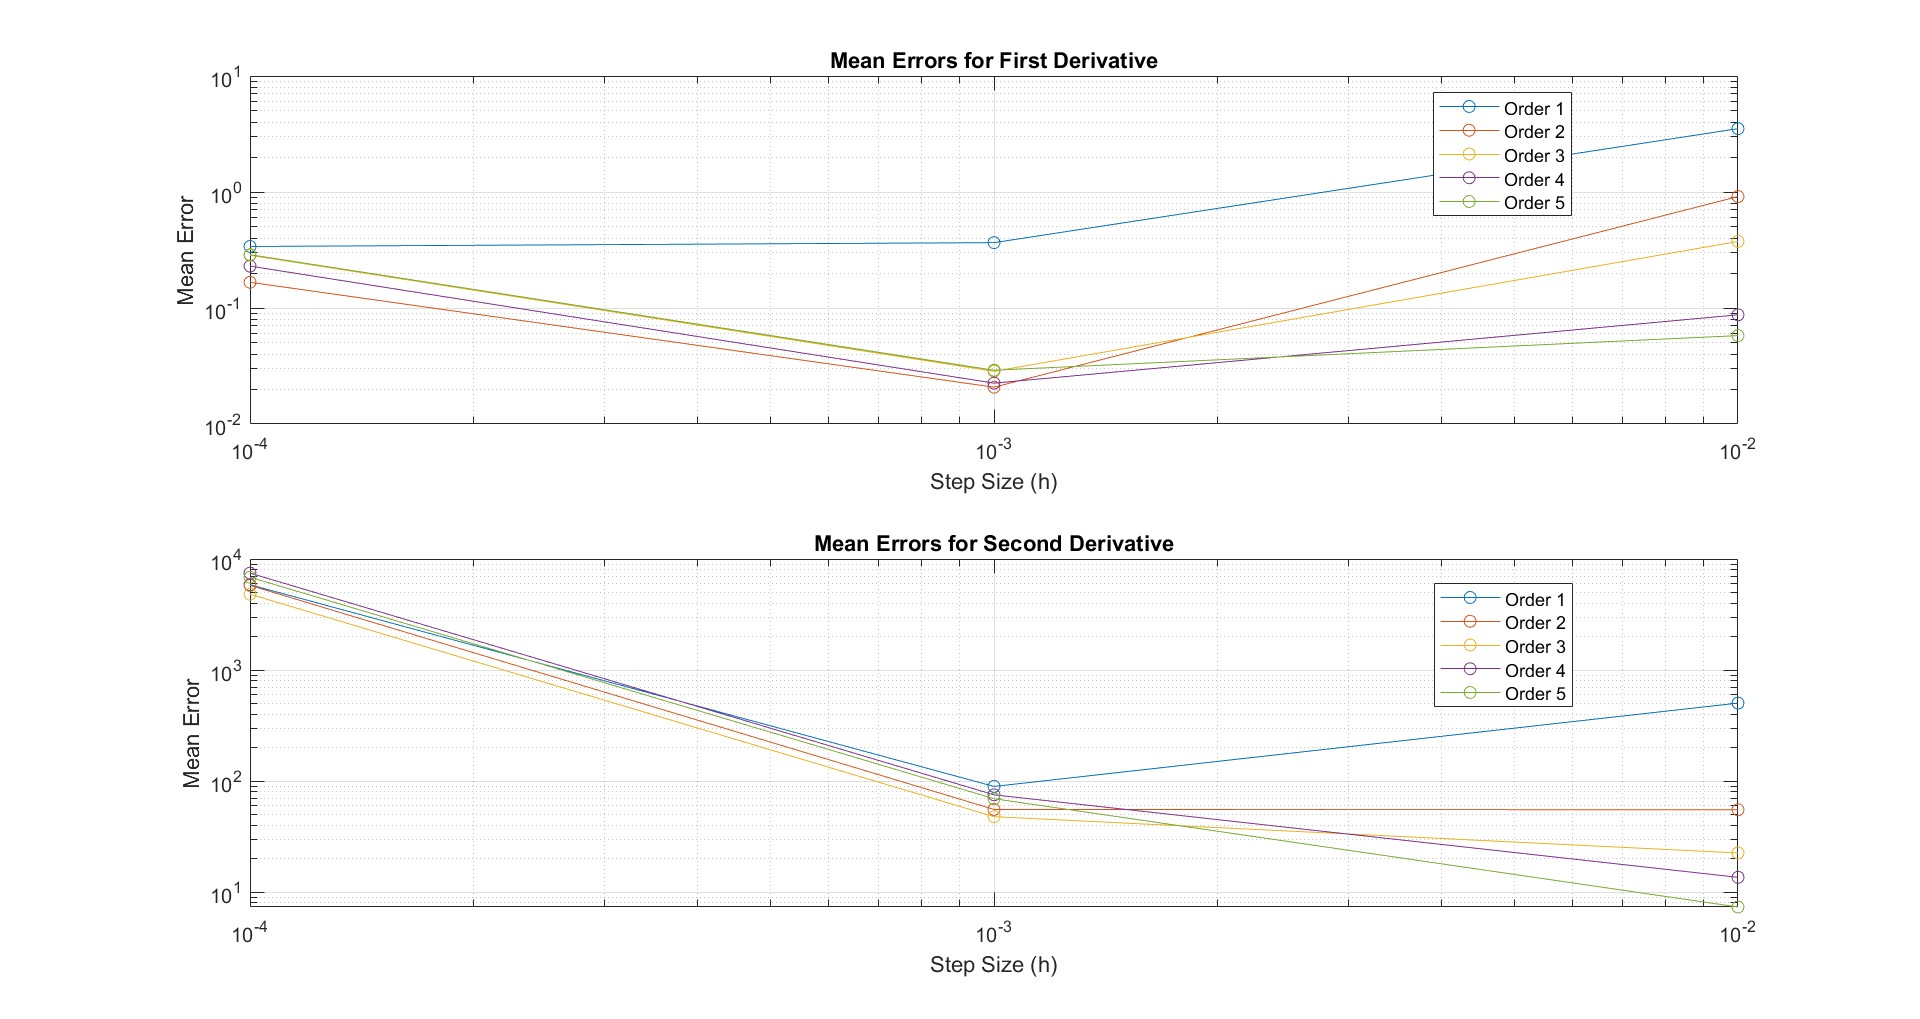 Mean Errors for First Derivative
10^1
10^0
10^-1
10^-2
Mean Error
Order 1
Order 2
Order 3
Order 4
Order 5
10^-4 10^-3 10^-2
Step Size (h)
Mean Errors for Second Derivative
10^4
10^3
10^2
10^1
Mean Error
Order 1
Order 2
Order 3
Order 4
Order 5
10^-4 10^-3 10^-2
Step Size (h)